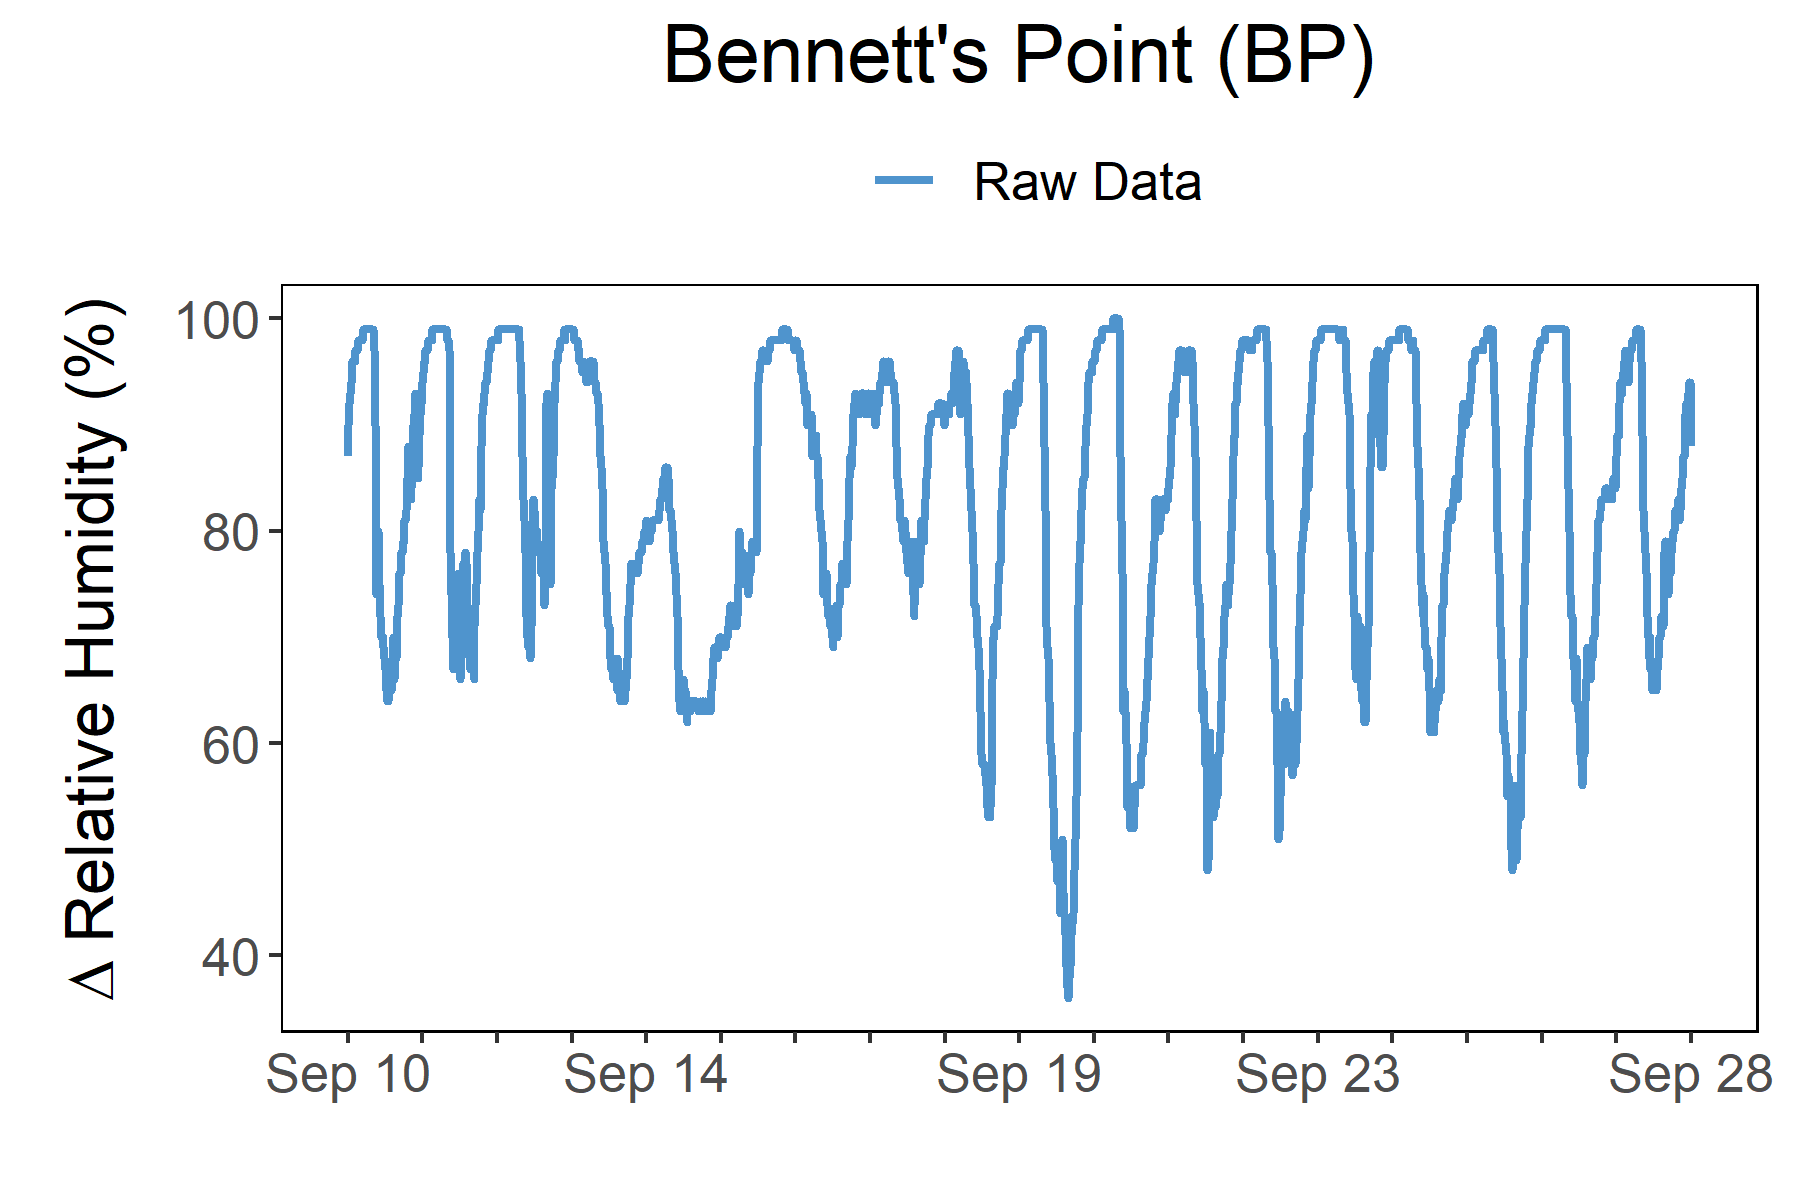 Bennett's Point (BP)
Raw Data
Δ Relative Humidity (%)
100
80
60
40
Sep 10
Sep 14
Sep 19
Sep 23
Sep 28